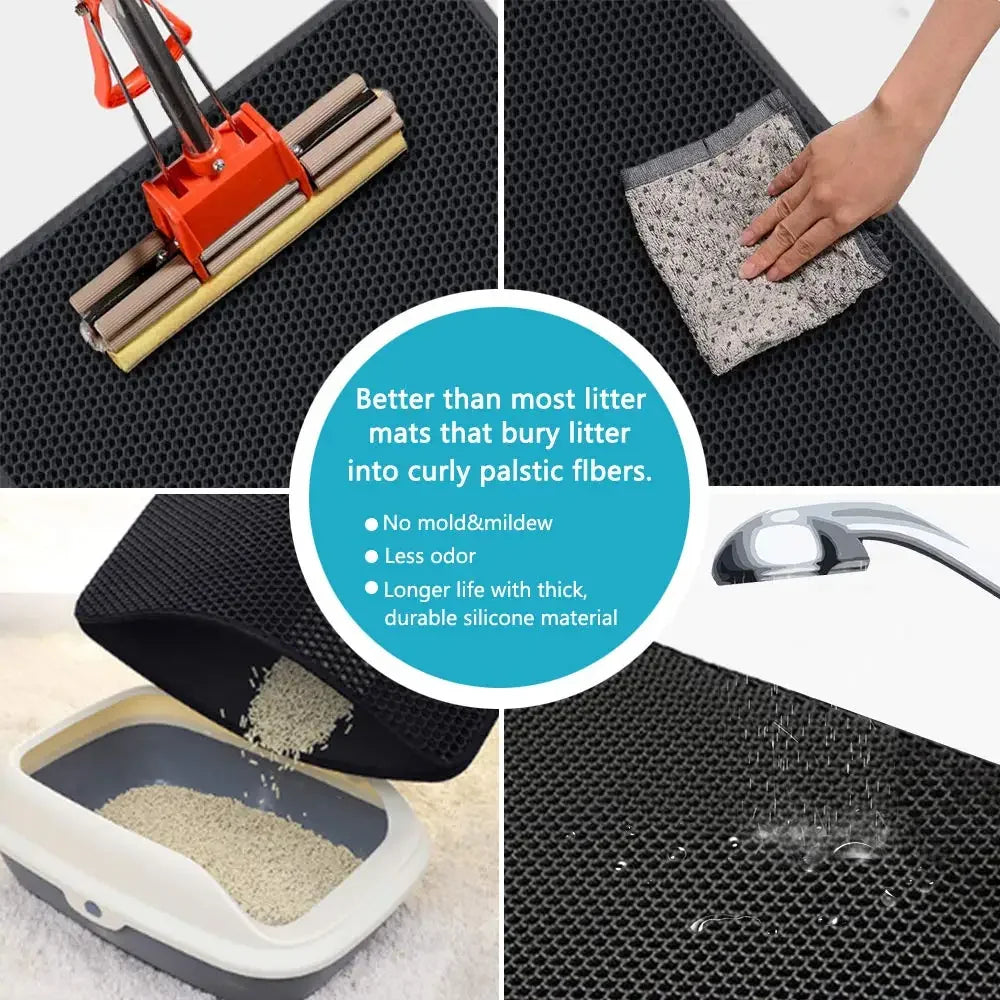 Better than most litter
mats that bury litter
into curly palstic flbers.
● No mold&mildew
● Less odor
● Longer life with thick,
durable silicone material